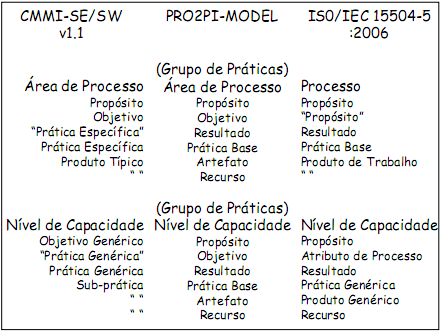 CMMI-SE/SW PRO2PI-MODEL IS0/IEC 15504-5
v1.1 :2006
(Grupo de Práticas)
Área de Processo Área de Processo Processo
Propósito Propósito Propósito
Objetivo Objetivo “Propósito”
“Prática Específica” Resultado Resultado
Prática Específica Prática Base Prática Base
Produto Típico Artefato Produto de Trabalho
“ “ Recurso “ “
(Grupo de Práticas)
Nível de Capacidade Nível de Capacidade Nível de Capacidade
Objetivo Genérico Propósito Propósito
“Prática Genérica” Objetivo Atributo de Processo
Prática Genérica Resultado Resultado
Sub-prática Prática Base Prática Genérica
“ “ Artefato Produto Genérico
“ “ Recurso Recurso